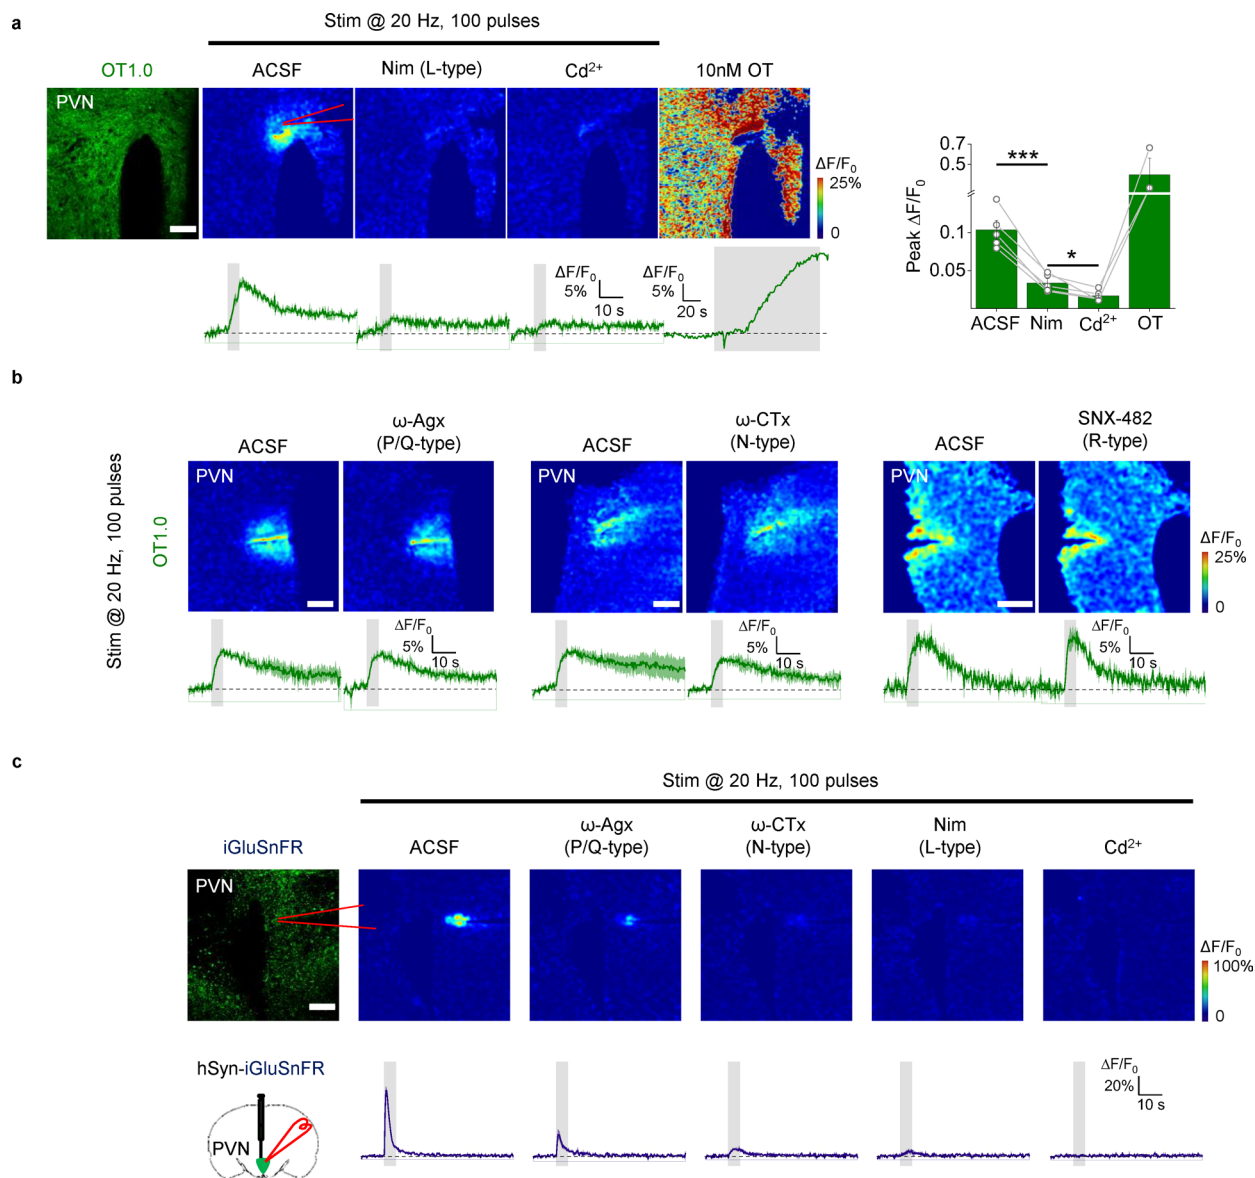 a
Stim @ 20 Hz, 100 pulses
OT1.0
ACSF
Nim (L-type)
Cd²⁺
10nM OT
PVN
ΔF/F₀
25%
0
ΔF/F₀
5%
10 s
ΔF/F₀
5%
20 s
Peak ΔF/F₀
0.7
0.5
0.1
0.05
***
*
ACSF
Nim
Cd²⁺
OT
b
Stim @ 20 Hz, 100 pulses
OT1.0
ACSF
ω-Agx
(P/Q-type)
ACSF
ω-CTx
(N-type)
ACSF
SNX-482
(R-type)
PVN
PVN
PVN
ΔF/F₀
25%
0
ΔF/F₀
5%
10 s
ΔF/F₀
5%
10 s
ΔF/F₀
5%
10 s
c
Stim @ 20 Hz, 100 pulses
iGluSnFR
ACSF
ω-Agx
(P/Q-type)
ω-CTx
(N-type)
Nim
(L-type)
Cd²⁺
PVN
ΔF/F₀
100%
0
hSyn-iGluSnFR
PVN
ΔF/F₀
20%
10 s